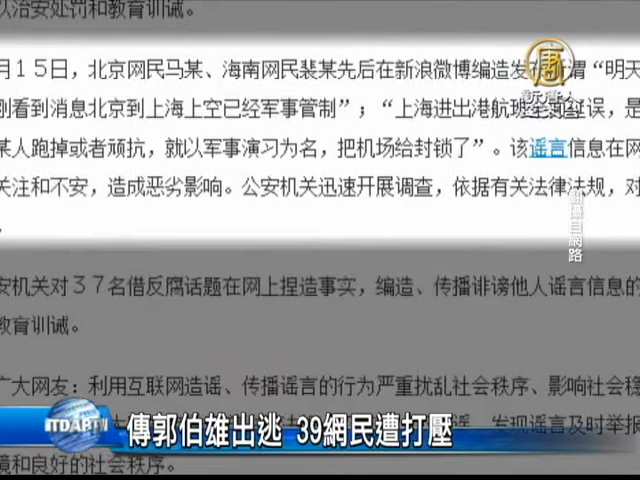 以治安处罚和教育训诫。
月１５日，北京网民马某、海南网民裴某先后在新浪微博编造发布所谓“明天
刚看到消息北京到上海上空已经军事管制”；“上海进出港航班全延误，是
某人跑掉或者顽抗，就以军事演习为名，把机场给封锁了”。该谣言信息在网
关注和不安，造成恶劣影响。公安机关迅速开展调查，依据有关法律法规，对
唐
新唐人
翻攝自網路
安机关对３７名借反腐话题在网上捏造事实，编造、传播诽谤他人谣言信息的
教育训诫。
广大网友：利用互联网造谣、传播谣言的行为严重扰乱社会秩序、影响社会稳
发现谣言及时举报
NTDAPTV
傳郭伯雄出逃 39網民遭打壓
境和良好的社会秩序。